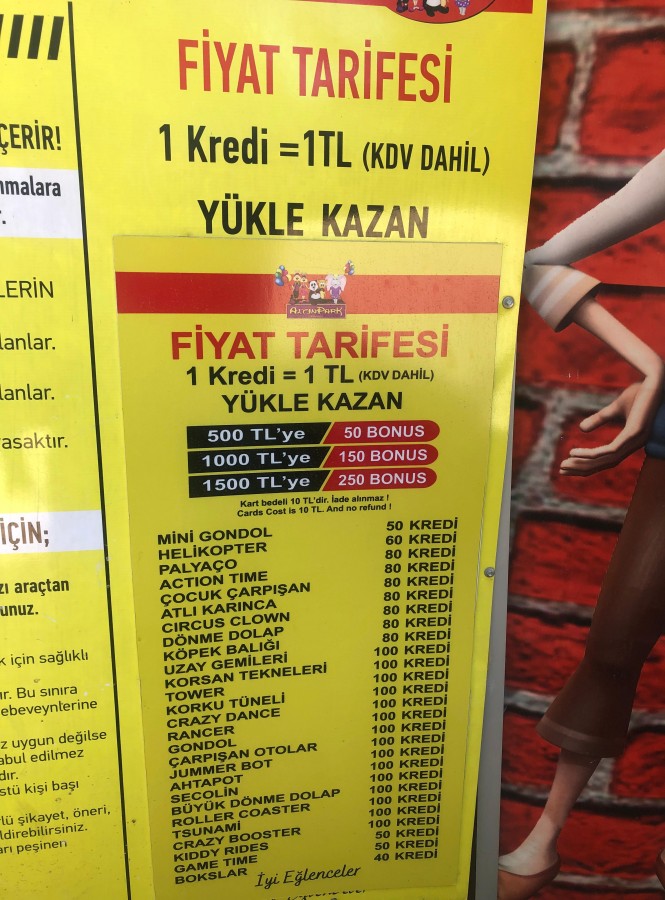 ÇERİR!
nmalara
r.
LERİN
lanlar.
lanlar.
asaktır.
İÇİN;
zı araçtan
unuz.
k için sağlıklı
r. Bu sınıra
ebeveynlerine
z uygun değilse
abul edilmez
dır.
stü kişi başı
lü şikayet, öneri,
ldirebilirsiniz.
arı peşinen
FİYAT TARİFESİ
1 Kredi =1TL (KDV DAHİL)
YÜKLE KAZAN
ALTINPARK
FİYAT TARİFESİ
1 Kredi = 1 TL (KDV DAHİL)
YÜKLE KAZAN
500 TL'ye 50 BONUS
1000 TL'ye 150 BONUS
1500 TL'ye 250 BONUS
Kart bedeli 10 TL'dir. İade alınmaz !
Cards Cost is 10 TL. And no refund !
MİNİ GONDOL 50 KREDİ
HELİKOPTER 60 KREDİ
PALYAÇO 80 KREDİ
ACTION TIME 80 KREDİ
ÇOCUK ÇARPIŞAN 80 KREDİ
ATLI KARINCA 80 KREDİ
CIRCUS CLOWN 80 KREDİ
DÖNME DOLAP 80 KREDİ
KÖPEK BALIĞI 80 KREDİ
UZAY GEMİLERİ 100 KREDİ
KORSAN TEKNELERİ 100 KREDİ
TOWER 100 KREDİ
KORKU TÜNELİ 100 KREDİ
CRAZY DANCE 100 KREDİ
RANCER 100 KREDİ
GONDOL 100 KREDİ
ÇARPIŞAN OTOLAR 100 KREDİ
JUMMER BOT 100 KREDİ
AHTAPOT 100 KREDİ
SECOLİN 100 KREDİ
BÜYÜK DÖNME DOLAP 100 KREDİ
ROLLER COASTER 100 KREDİ
TSUNAMİ 100 KREDİ
CRAZY BOOSTER 100 KREDİ
KIDDY RIDES 50 KREDİ
GAME TIME 50 KREDİ
BOKSLAR 40 KREDİ
İyi Eğlenceler